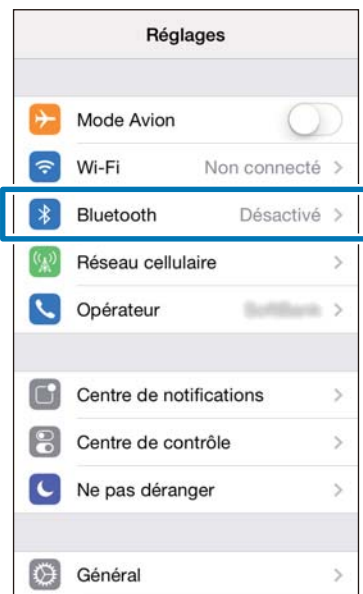 Réglages
Mode Avion
Wi-Fi Non connecté
Bluetooth Désactivé
Réseau cellulaire
Opérateur
Centre de notifications
Centre de contrôle
Ne pas déranger
Général